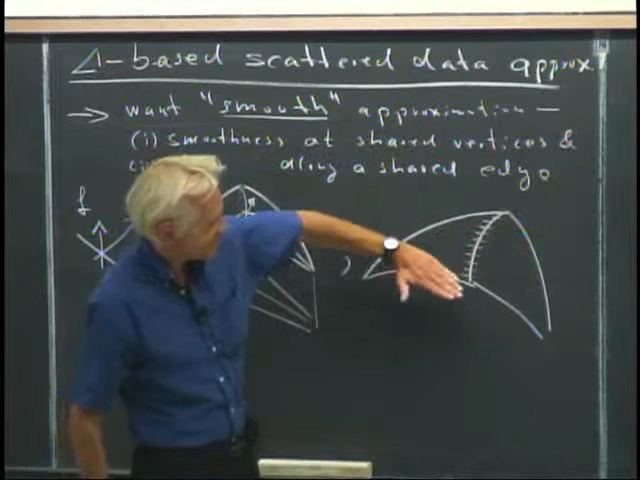 △-based scattered data approx.
→ want "smooth" approximation —
(i) smoothness at shared vertices &
along a shared edge
f